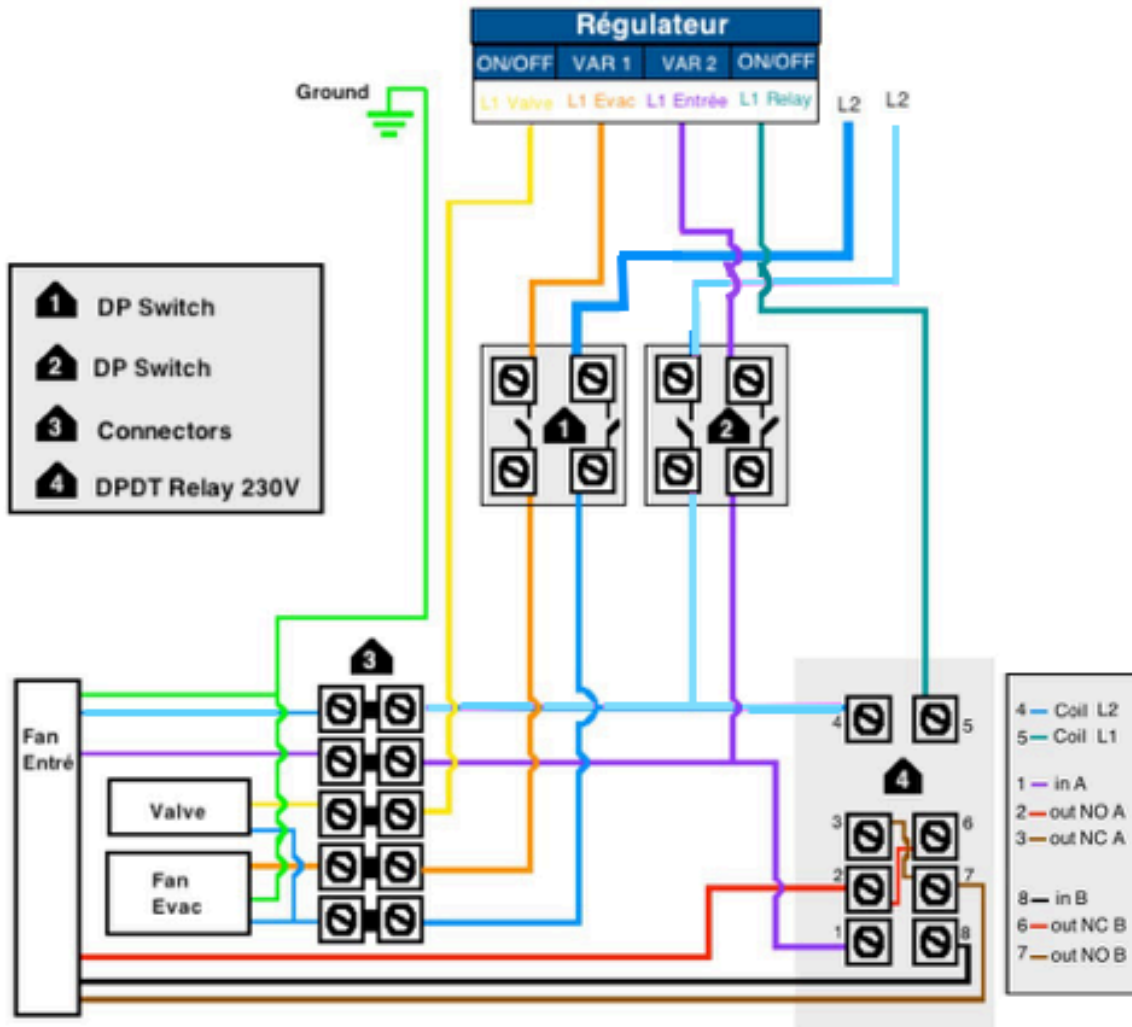 Régulateur
ON/OFF VAR 1 VAR 2 ON/OFF
L1 Valve L1 Evac L1 Entrée L1 Relay L2 L2
Ground
1 DP Switch
2 DP Switch
3 Connectors
4 DPDT Relay 230V
1 2
3
Fan
Entré
Valve
Fan
Evac
4 5
4
3 6
2 7
1 8
4 Coil L2
5 Coil L1
1 in A
2 out NO A
3 out NC A
8 in B
6 out NC B
7 out NO B